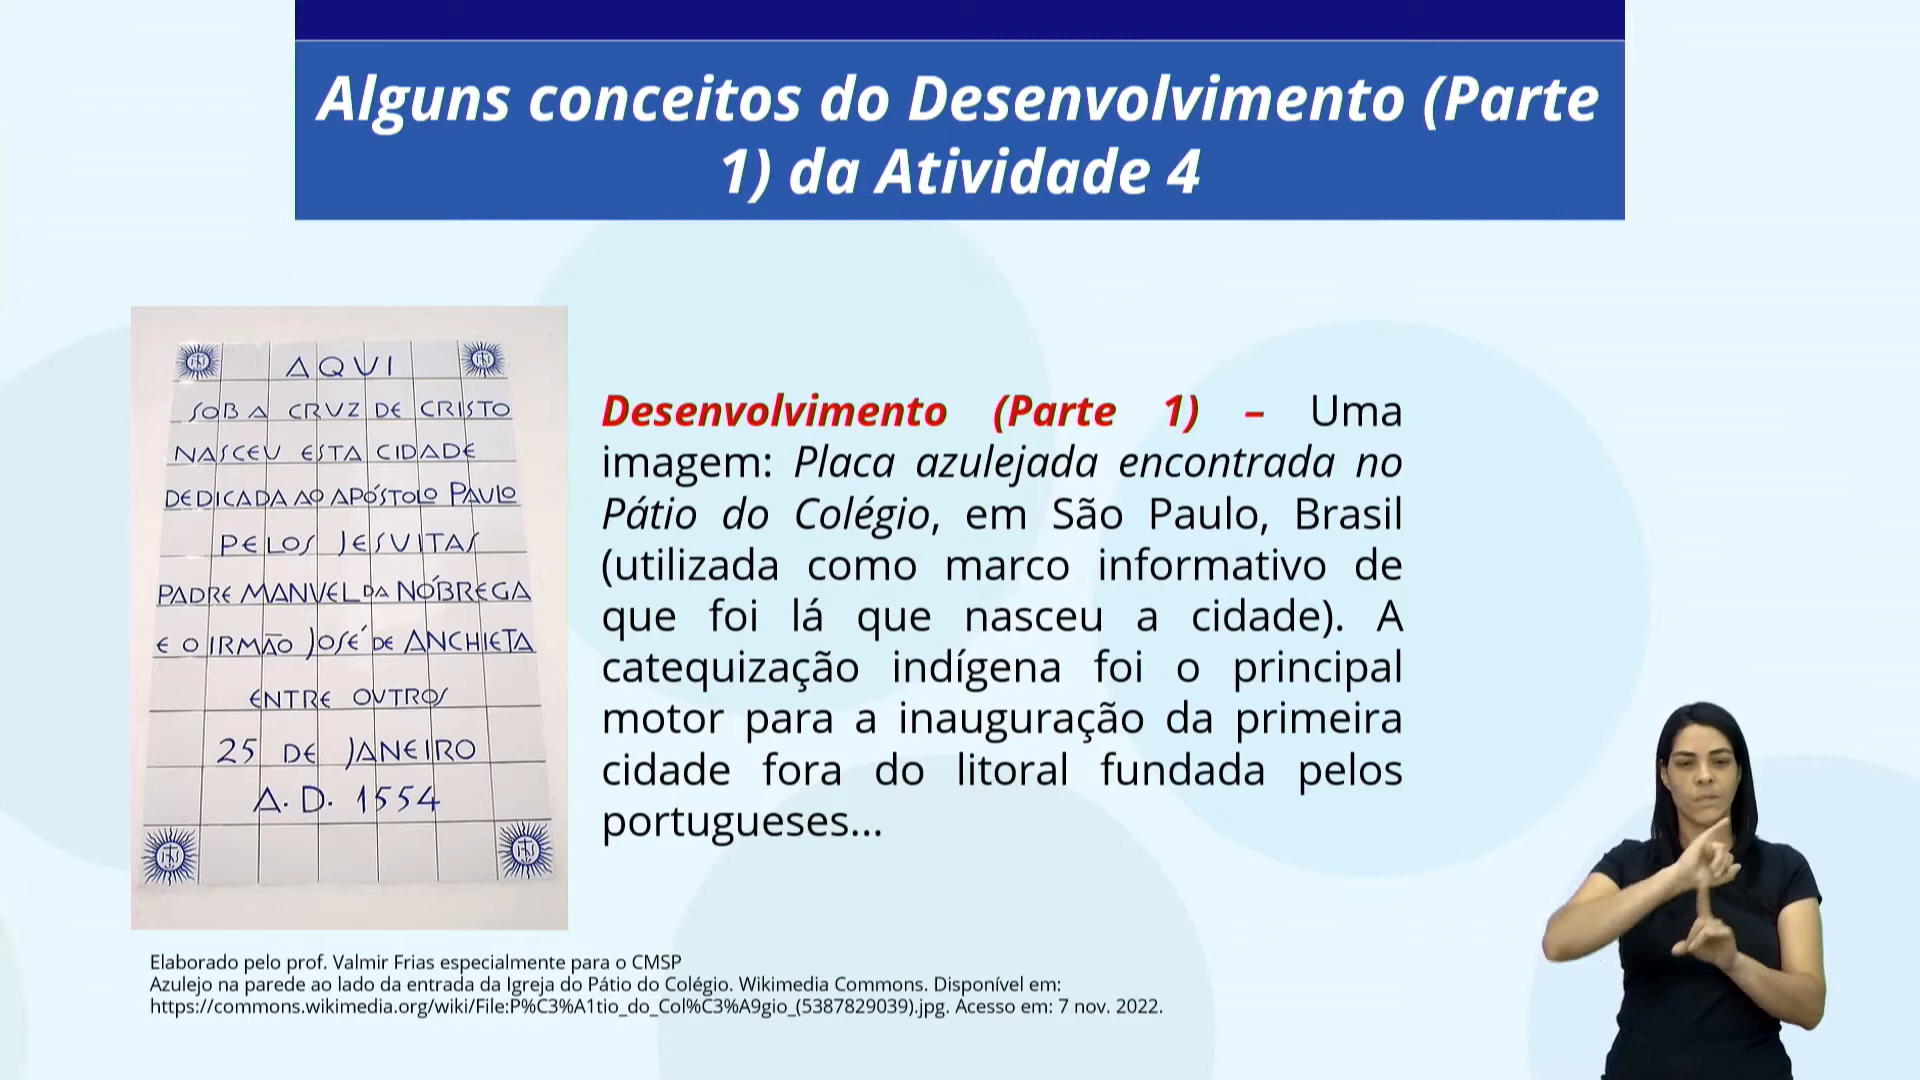 Alguns conceitos do Desenvolvimento (Parte
1) da Atividade 4
AQUI
SOB A CRUZ DE CRISTO
NASCEU ESTA CIDADE
DEDICADA AO APÓSTOLO PAULO
PELOS JESUITAS
PADRE MANUEL DA NÓBREGA
E O IRMÃO JOSÉ DE ANCHIETA
ENTRE OUTROS
25 DE JANEIRO
A. D. 1554
Desenvolvimento (Parte 1) – Uma
imagem: Placa azulejada encontrada no
Pátio do Colégio, em São Paulo, Brasil
(utilizada como marco informativo de
que foi lá que nasceu a cidade). A
catequização indígena foi o principal
motor para a inauguração da primeira
cidade fora do litoral fundada pelos
portugueses...
Elaborado pelo prof. Valmir Frias especialmente para o CMSP
Azulejo na parede ao lado da entrada da Igreja do Pátio do Colégio. Wikimedia Commons. Disponível em:
https://commons.wikimedia.org/wiki/File:P%C3%A1tio_do_Col%C3%A9gio_(5387829039).jpg. Acesso em: 7 nov. 2022.